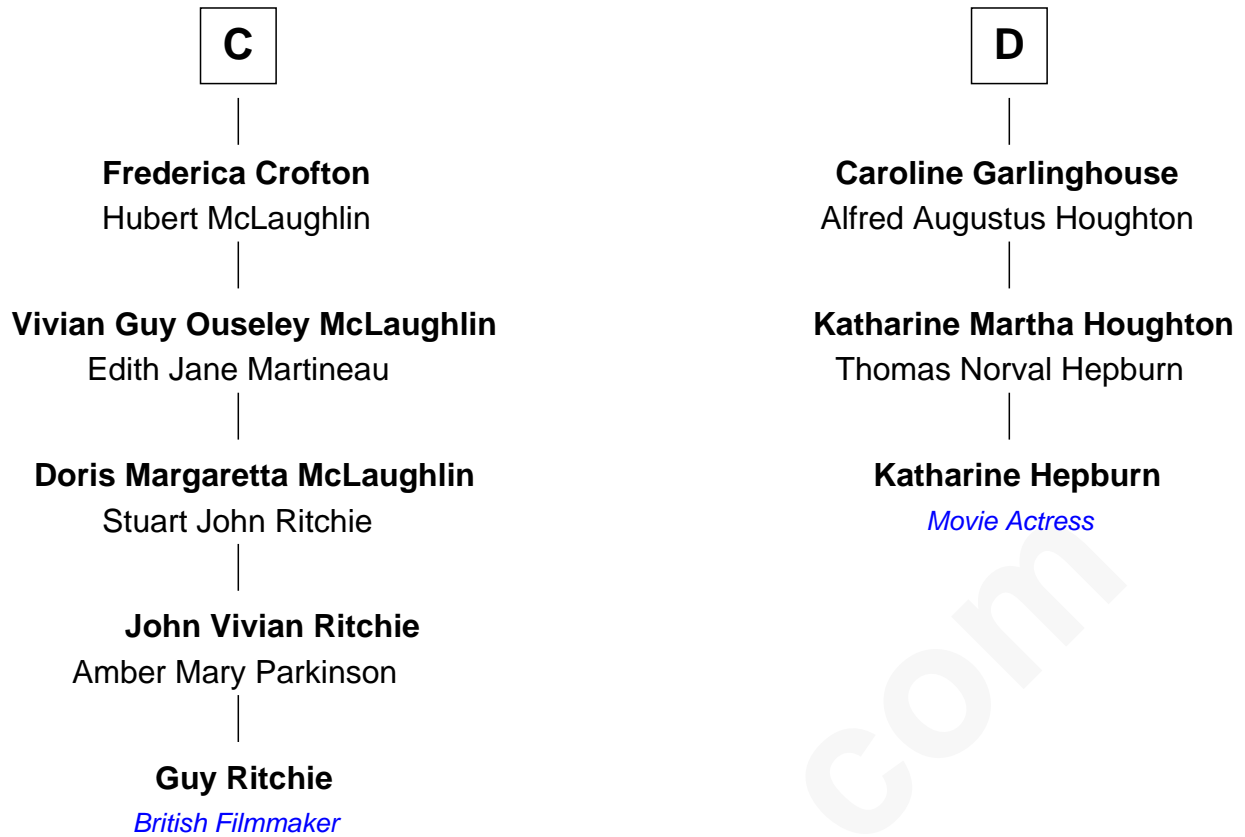 C
Frederica Crofton
Hubert McLaughlin
Vivian Guy Ouseley McLaughlin
Edith Jane Martineau
Doris Margaretta McLaughlin
Stuart John Ritchie
John Vivian Ritchie
Amber Mary Parkinson
Guy Ritchie
British Filmmaker
D
Caroline Garlinghouse
Alfred Augustus Houghton
Katharine Martha Houghton
Thomas Norval Hepburn
Katharine Hepburn
Movie Actress
com